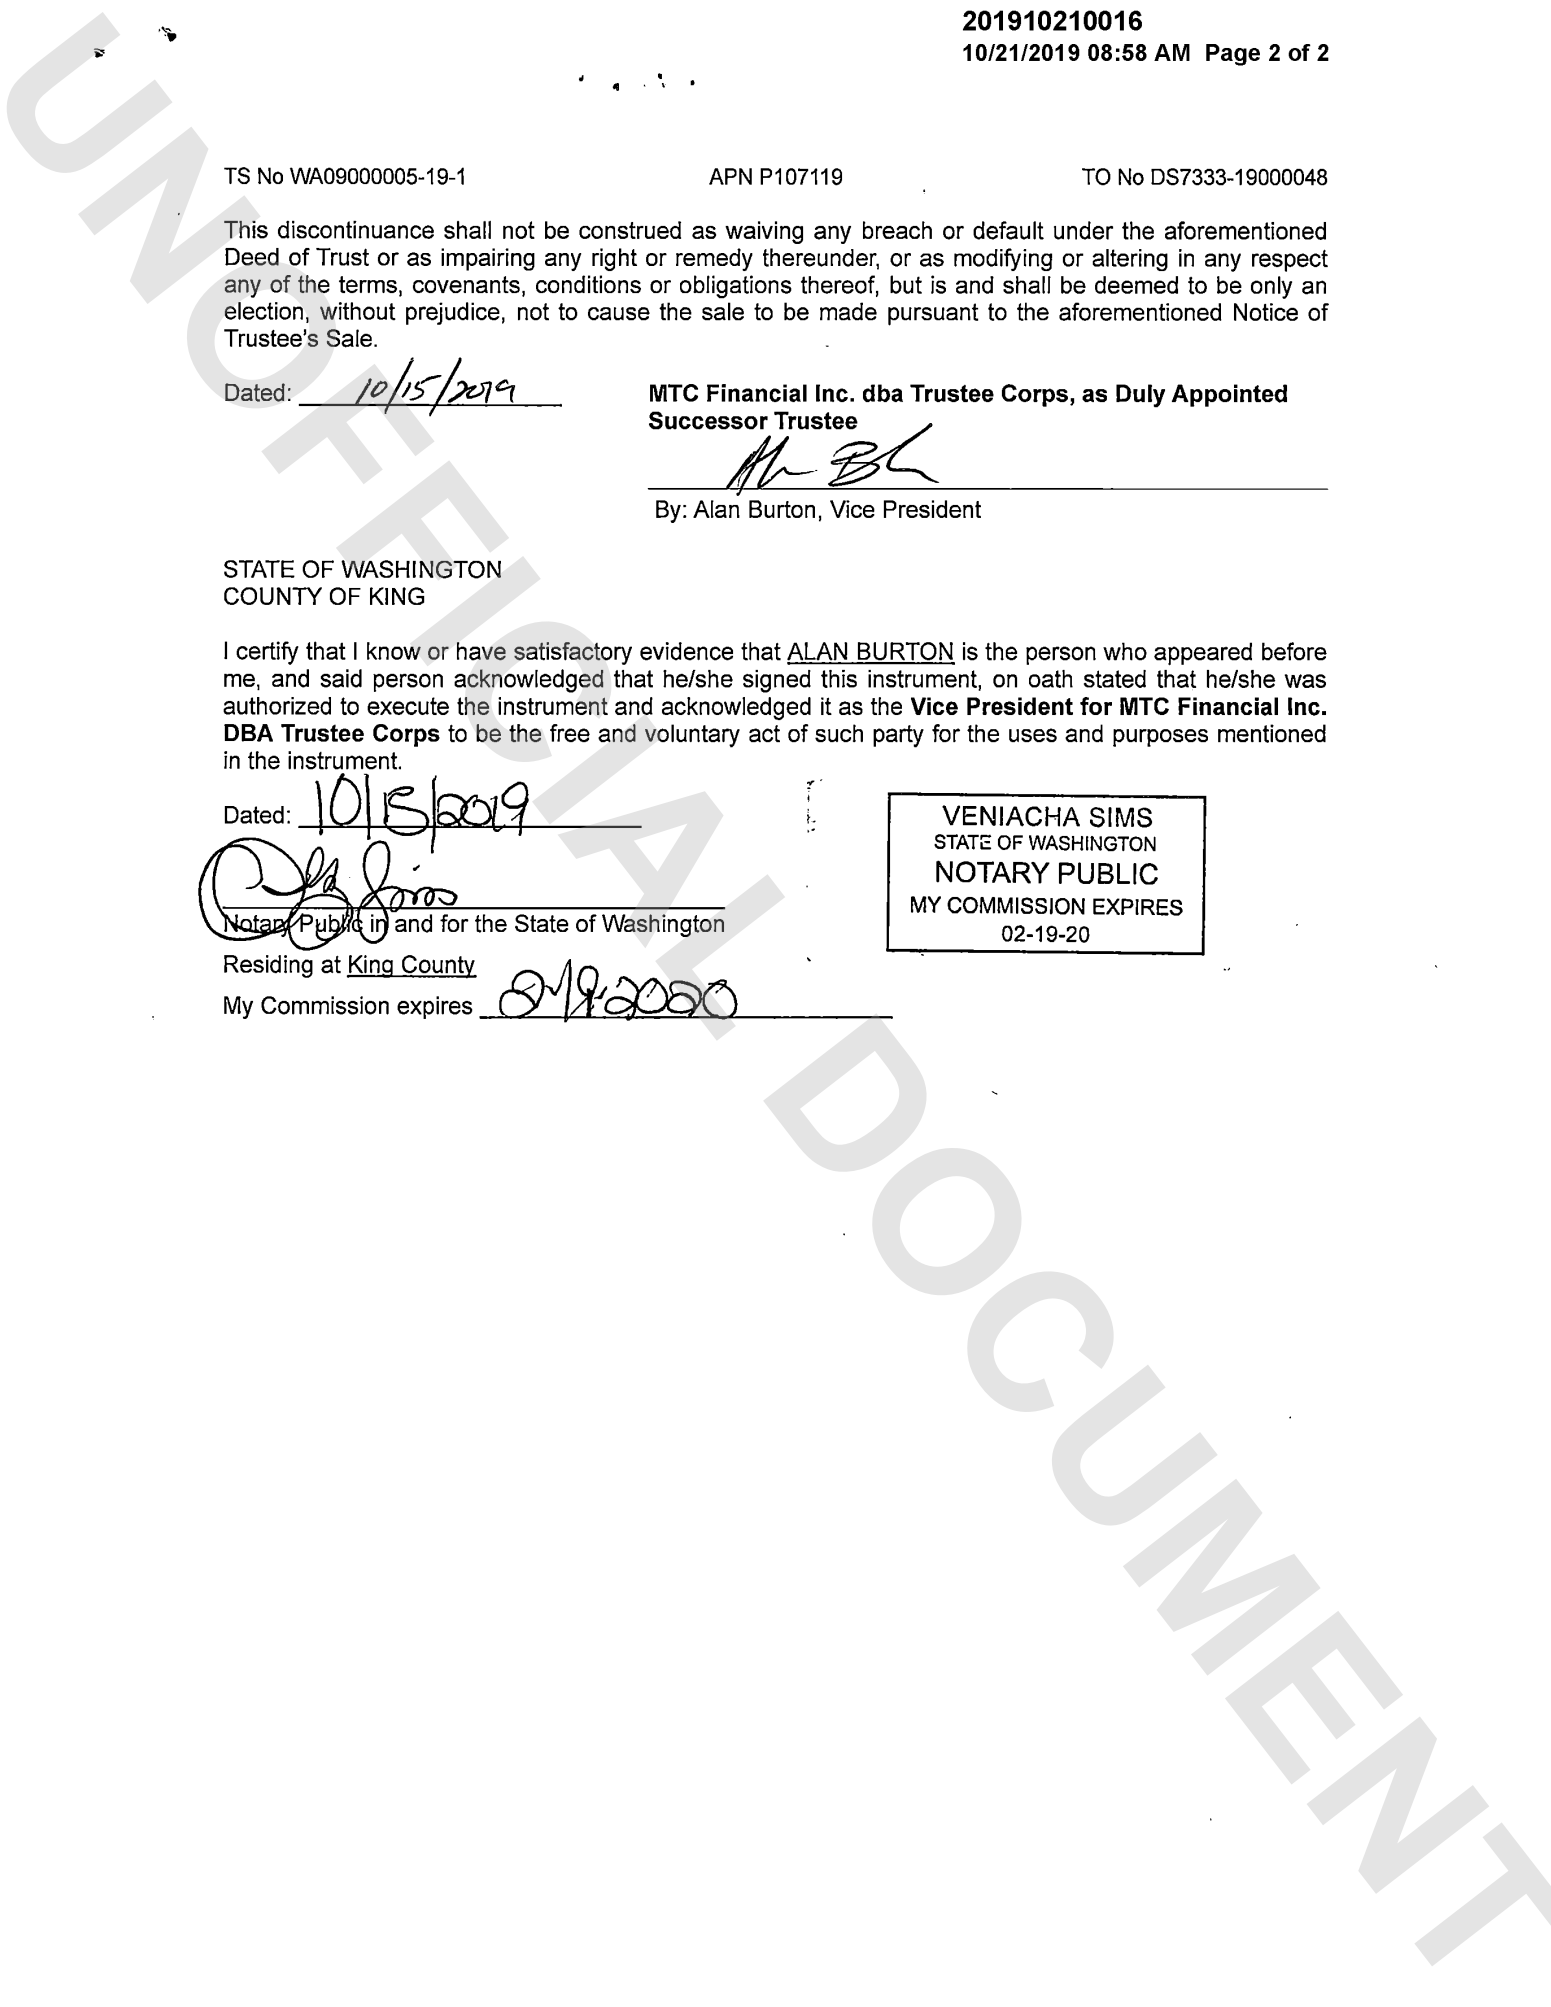 201910210016
10/21/2019 08:58 AM Page 2 of 2
TS No WA09000005-19-1 APN P107119 TO No DS7333-19000048
This discontinuance shall not be construed as waiving any breach or default under the aforementioned
Deed of Trust or as impairing any right or remedy thereunder, or as modifying or altering in any respect
any of the terms, covenants, conditions or obligations thereof, but is and shall be deemed to be only an
election, without prejudice, not to cause the sale to be made pursuant to the aforementioned Notice of
Trustee's Sale.
Dated: 10/15/2019
MTC Financial Inc. dba Trustee Corps, as Duly Appointed
Successor Trustee
By: Alan Burton, Vice President
STATE OF WASHINGTON
COUNTY OF KING
I certify that I know or have satisfactory evidence that ALAN BURTON is the person who appeared before
me, and said person acknowledged that he/she signed this instrument, on oath stated that he/she was
authorized to execute the instrument and acknowledged it as the Vice President for MTC Financial Inc.
DBA Trustee Corps to be the free and voluntary act of such party for the uses and purposes mentioned
in the instrument.
Dated: 10/15/2019
Notary Public in and for the State of Washington
Residing at King County
My Commission expires 2-19-2020
VENIACHA SIMS
STATE OF WASHINGTON
NOTARY PUBLIC
MY COMMISSION EXPIRES
02-19-20
UNOFFICIAL DOCUMENT